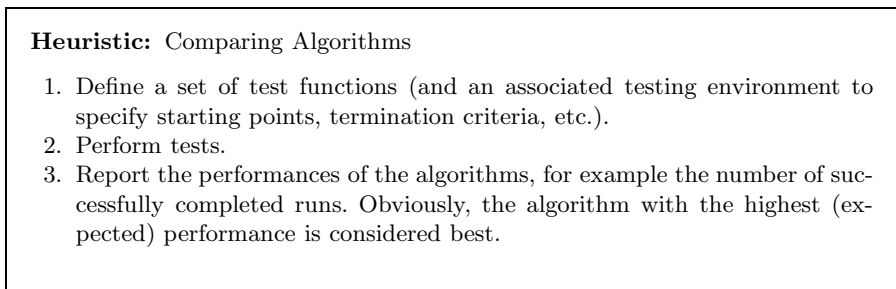 Heuristic: Comparing Algorithms
1. Define a set of test functions (and an associated testing environment to
specify starting points, termination criteria, etc.).
2. Perform tests.
3. Report the performances of the algorithms, for example the number of suc-
cessfully completed runs. Obviously, the algorithm with the highest (ex-
pected) performance is considered best.